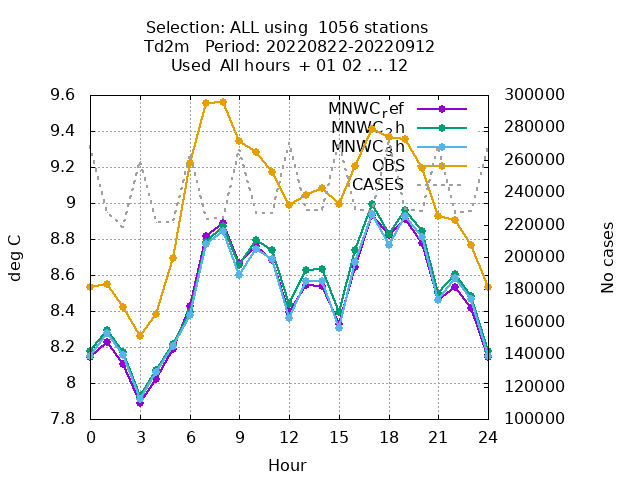 Selection: ALL using  1056 stations
Td2m   Period: 20220822-20220912
Used  All hours  + 01 02 ... 12
9.6
9.4
9.2
9
8.8
8.6
8.4
8.2
8
7.8
300000
280000
260000
240000
220000
200000
180000
160000
140000
120000
100000
MNWCref
MNWC2h
MNWC3h
OBS
CASES
deg C
No cases
0 3 6 9 12 15 18 21 24
Hour